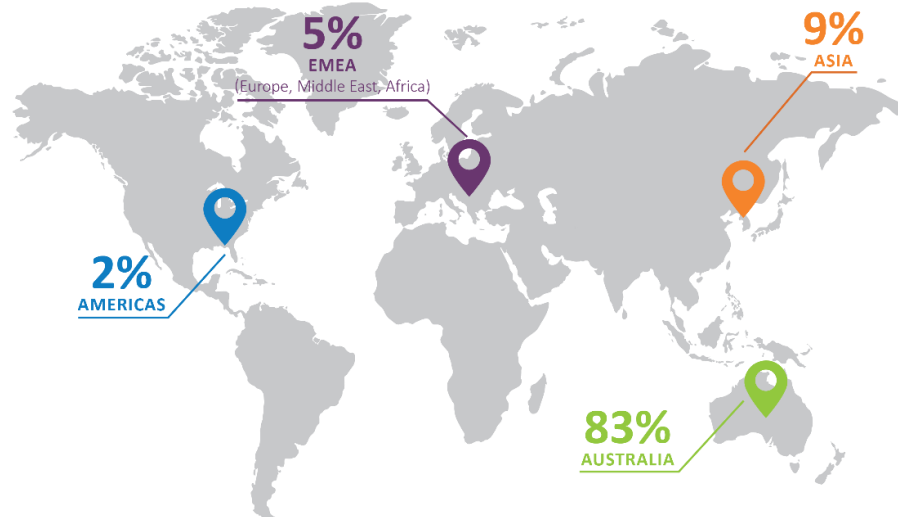 5%
EMEA
(Europe, Middle East, Africa)
9%
ASIA
2%
AMERICAS
83%
AUSTRALIA